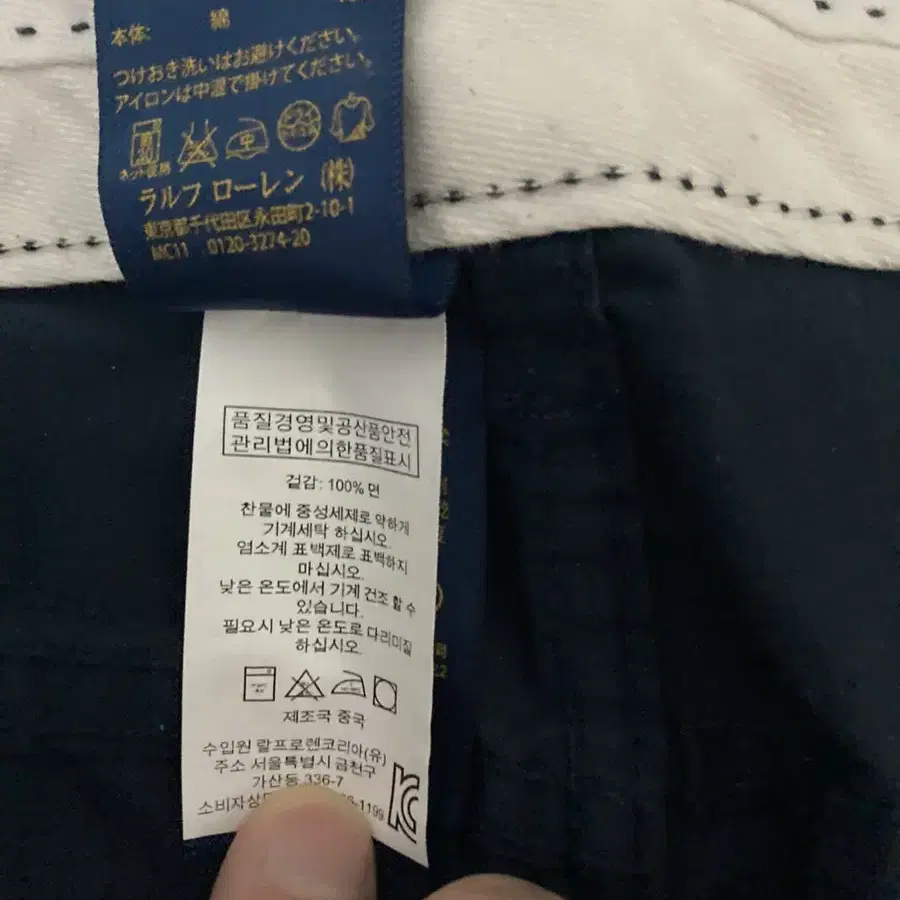 本体: 綿
つけおき洗いはお避けください。
アイロンは中温で掛けてください。
ネット使用
ラルフ ローレン (株)
東京都千代田区永田町2-10-1
MC11 0120-3274-20
품질경영및공산품안전
관리법에의한품질표시
겉감: 100% 면
찬물에 중성세제로 약하게
기계세탁 하십시오.
염소계 표백제로 표백하지
마십시오.
낮은 온도에서 기계 건조 할 수
있습니다.
필요시 낮은 온도로 다리미질
하십시오.
제조국 중국
수입원 랄프로렌코리아(유)
주소 서울특별시 금천구
가산동 336-7
소비자상 -1199